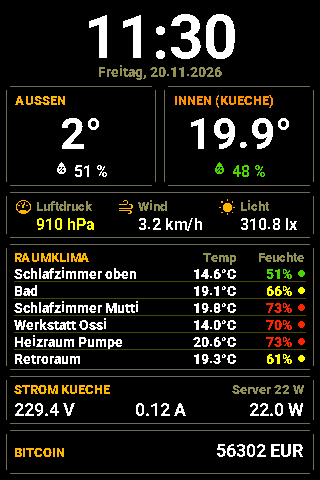 11:30
Freitag, 20.11.2026
AUSSEN
2°
51 %
INNEN (KUECHE)
19.9°
48 %
Luftdruck Wind Licht
910 hPa 3.2 km/h 310.8 lx
RAUMKLIMA Temp Feuchte
Schlafzimmer oben 14.6°C 51%
Bad 19.1°C 66%
Schlafzimmer Mutti 19.8°C 73%
Werkstatt Ossi 14.0°C 70%
Heizraum Pumpe 20.6°C 73%
Retroraum 19.3°C 61%
STROM KUECHE Server 22 W
229.4 V 0.12 A 22.0 W
BITCOIN 56302 EUR